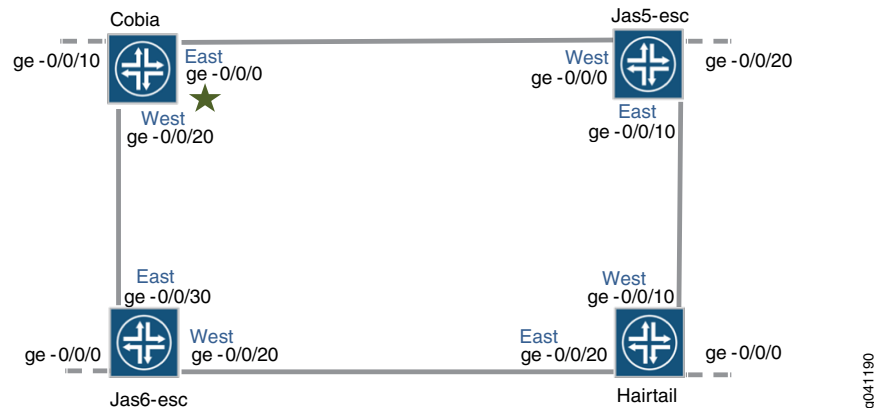 Cobia
Jas5-esc
ge -0/0/10
East
ge -0/0/0
West
ge -0/0/0
ge -0/0/20
West
ge -0/0/20
East
ge -0/0/10
East
ge -0/0/30
West
ge -0/0/10
ge -0/0/0
West
ge -0/0/20
East
ge -0/0/20
ge -0/0/0
Jas6-esc
Hairtail
g041190